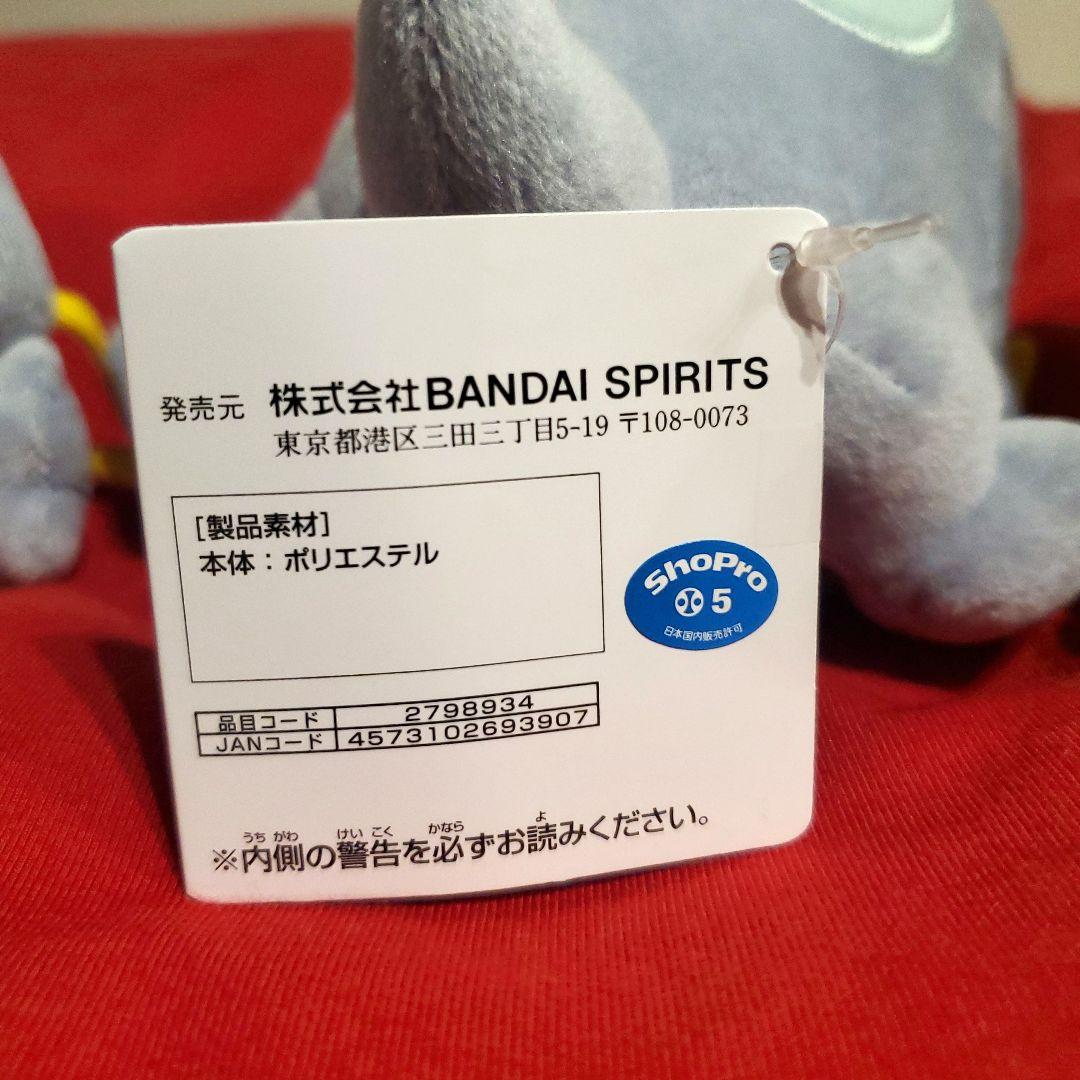 発売元 株式会社BANDAI SPIRITS
東京都港区三田三丁目5-19 〒108-0073
[製品素材]
本体：ポリエステル
ShoPro
5
日本国内販売許可
品目コード 2798934
JANコード 4573102693907
うちがわ けいこく かなら よ
※内側の警告を必ずお読みください。